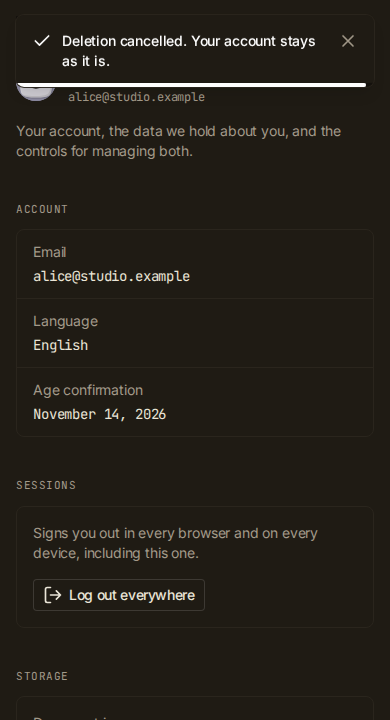 Deletion cancelled. Your account stays
as it is.
alice@studio.example
Your account, the data we hold about you, and the
controls for managing both.
ACCOUNT
Email
alice@studio.example
Language
English
Age confirmation
November 14, 2026
SESSIONS
Signs you out in every browser and on every
device, including this one.
Log out everywhere
STORAGE